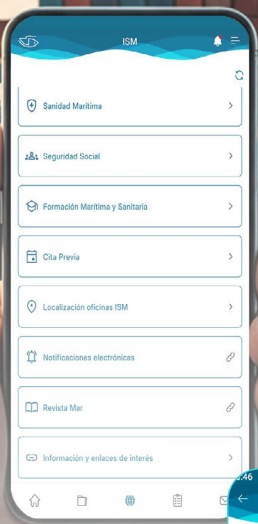 ISM
Sanidad Marítima
Seguridad Social
Formación Marítima y Sanitaria
Cita Previa
Localización oficinas ISM
Notificaciones electrónicas
Revista Mar
Información y enlaces de interés
:46